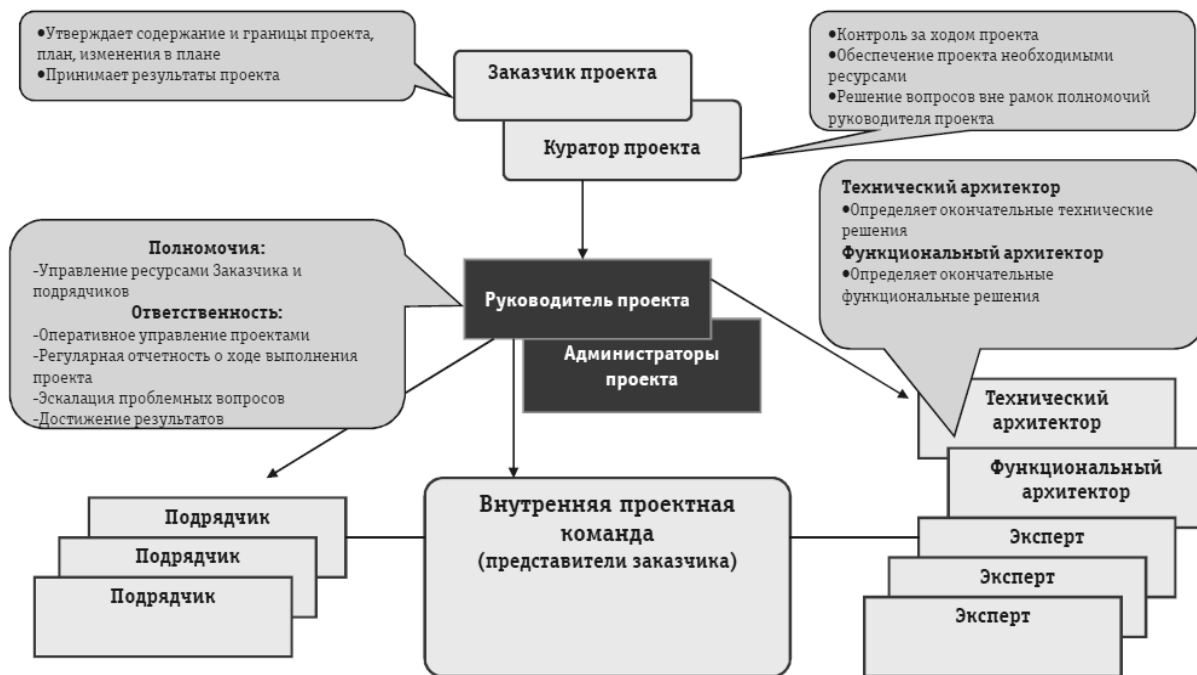 ●Утверждает содержание и границы проекта,
план, изменения в плане
●Принимает результаты проекта
Заказчик проекта
Куратор проекта
●Контроль за ходом проекта
●Обеспечение проекта необходимыми
ресурсами
●Решение вопросов вне рамок полномочий
руководителя проекта
Технический архитектор
●Определяет окончательные технические
решения
Функциональный архитектор
●Определяет окончательные
функциональные решения
Полномочия:
-Управление ресурсами Заказчика и
подрядчиков
Ответственность:
-Оперативное управление проектами
-Регулярная отчетность о ходе выполнения
проекта
-Эскалация проблемных вопросов
-Достижение результатов
Руководитель проекта
Администраторы
проекта
Технический
архитектор
Функциональный
архитектор
Подрядчик
Подрядчик
Подрядчик
Внутренняя проектная
команда
(представители заказчика)
Эксперт
Эксперт
Эксперт